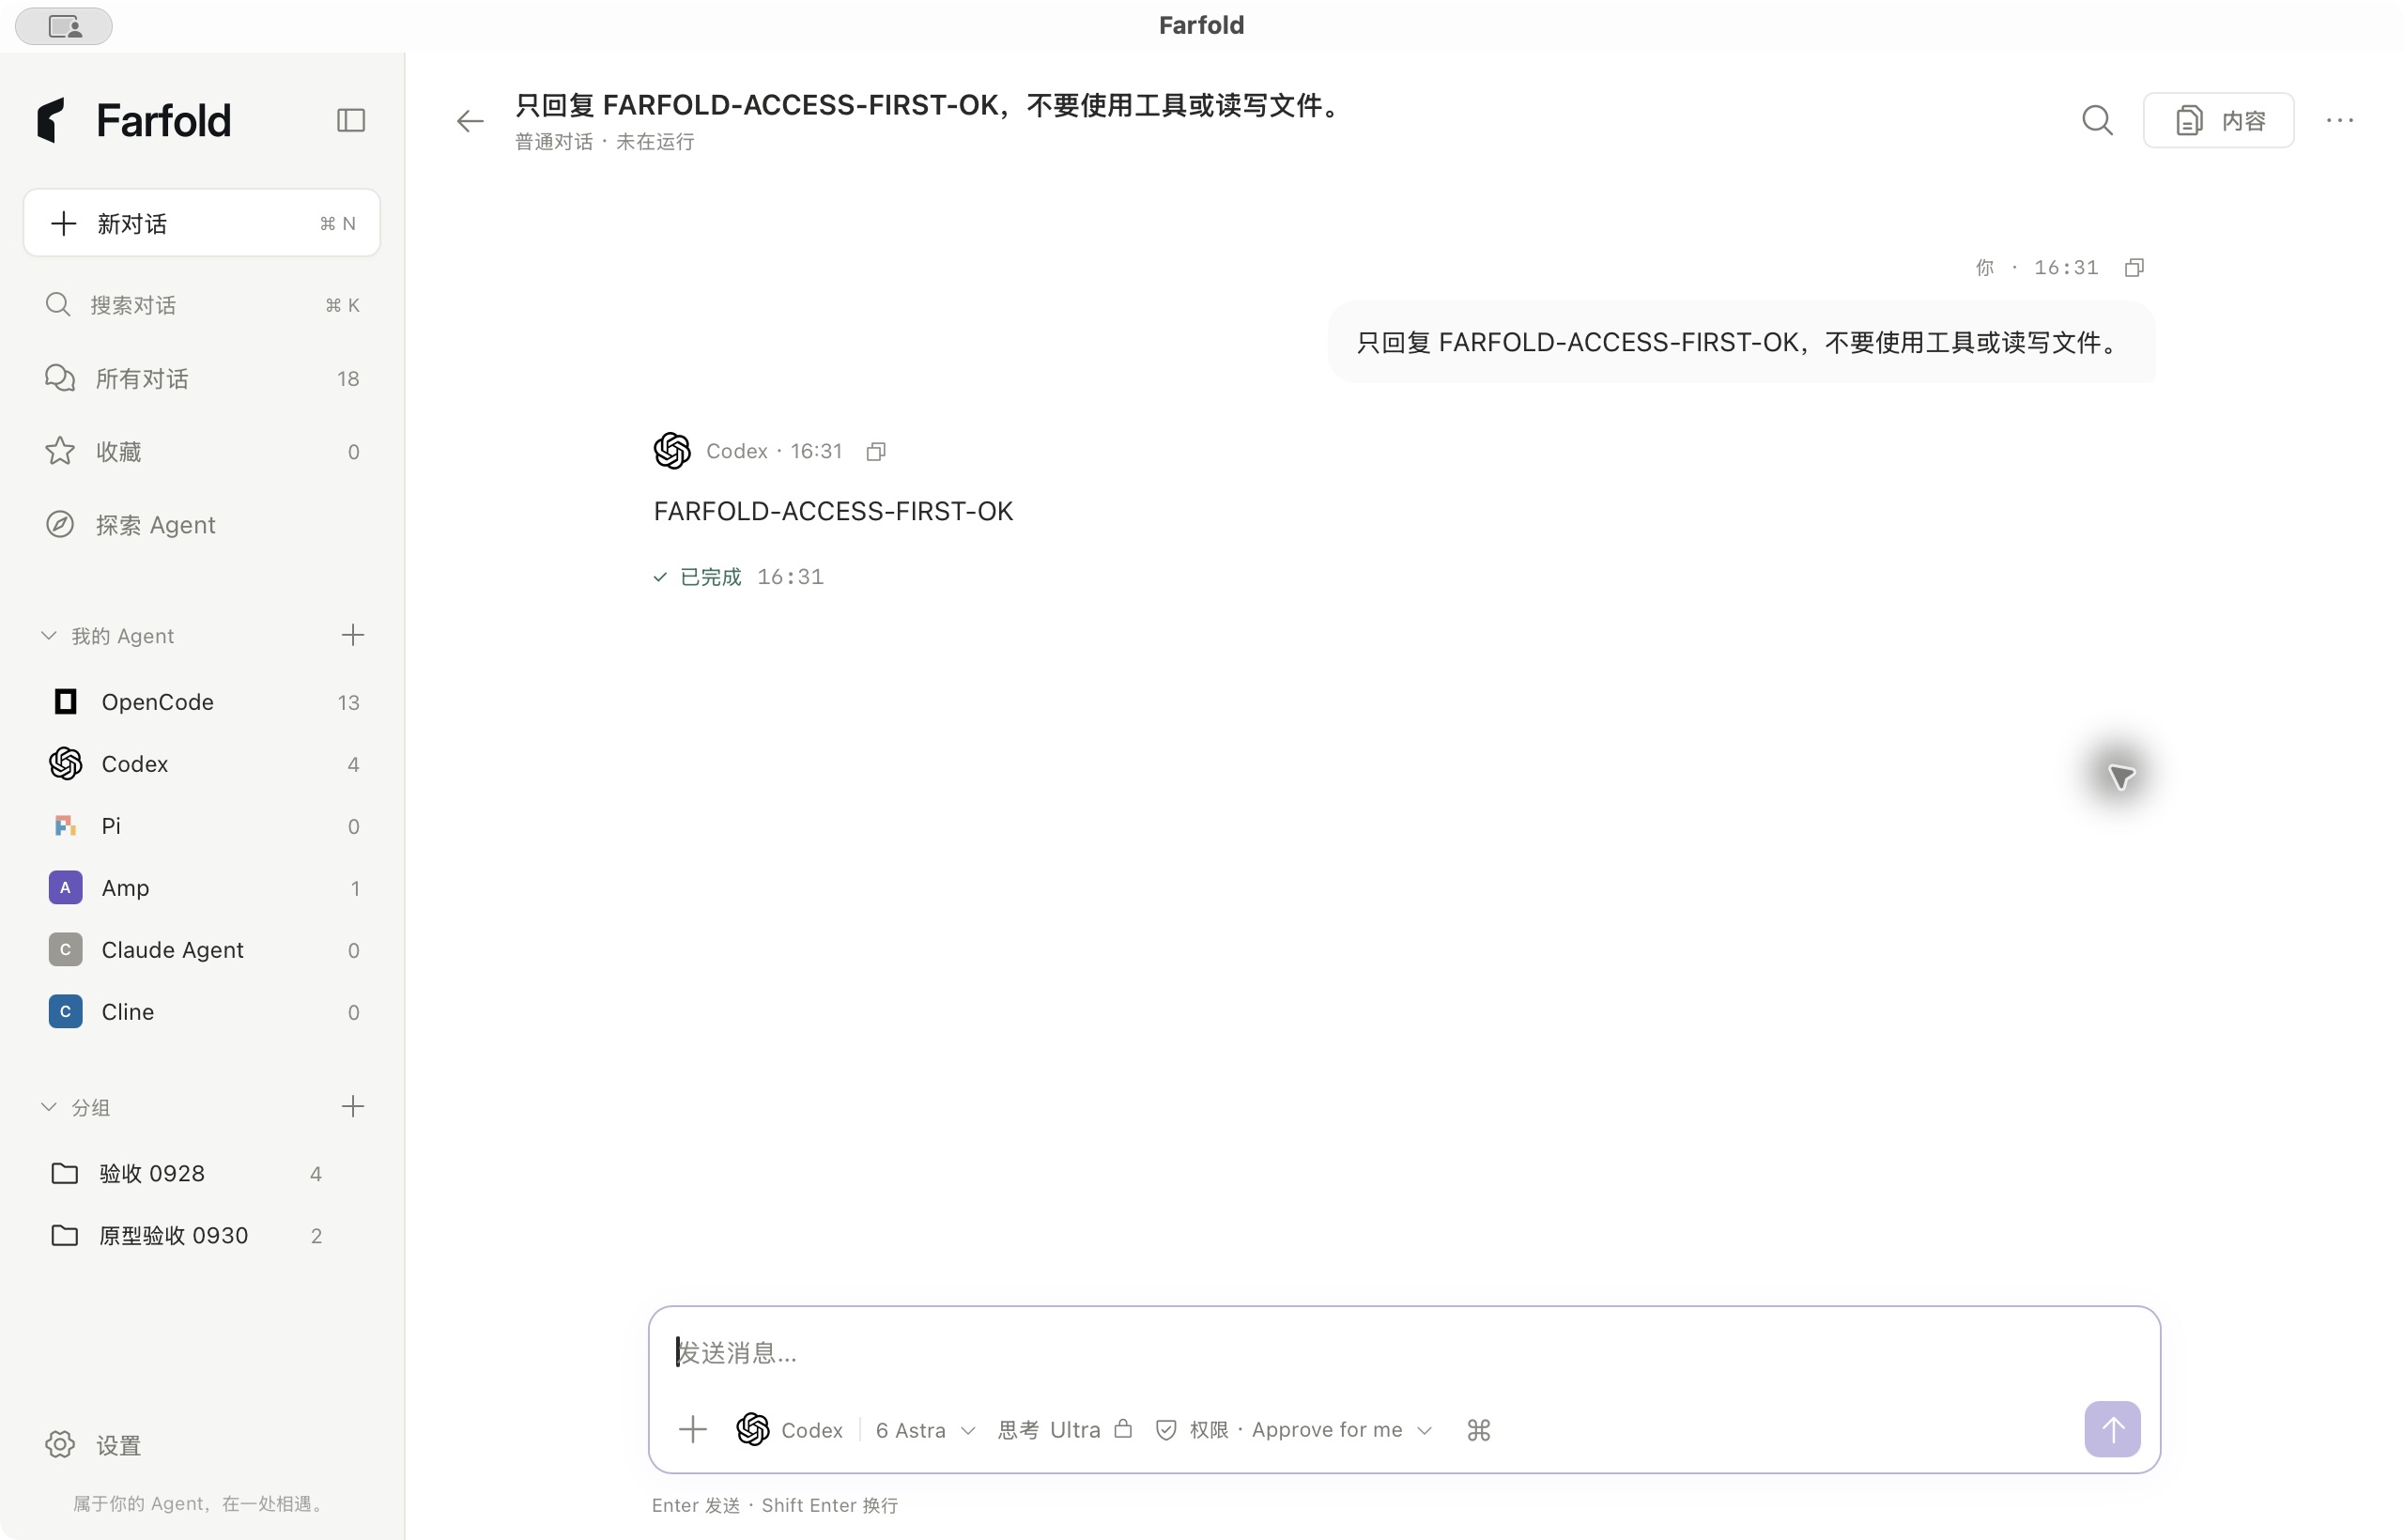 Farfold
Farfold
新对话 ⌘ N
搜索对话 ⌘ K
所有对话 18
收藏 0
探索 Agent
我的 Agent
OpenCode 13
Codex 4
Pi 0
A Amp 1
C Claude Agent 0
C Cline 0
分组
验收 0928 4
原型验收 0930 2
设置
属于你的 Agent，在一处相遇。
只回复 FARFOLD-ACCESS-FIRST-OK，不要使用工具或读写文件。
普通对话 · 未在运行
内容
你 · 16:31
只回复 FARFOLD-ACCESS-FIRST-OK，不要使用工具或读写文件。
Codex · 16:31
FARFOLD-ACCESS-FIRST-OK
已完成 16:31
发送消息...
Codex 6 Astra 思考 Ultra 权限 · Approve for me ⌘
Enter 发送 · Shift Enter 换行